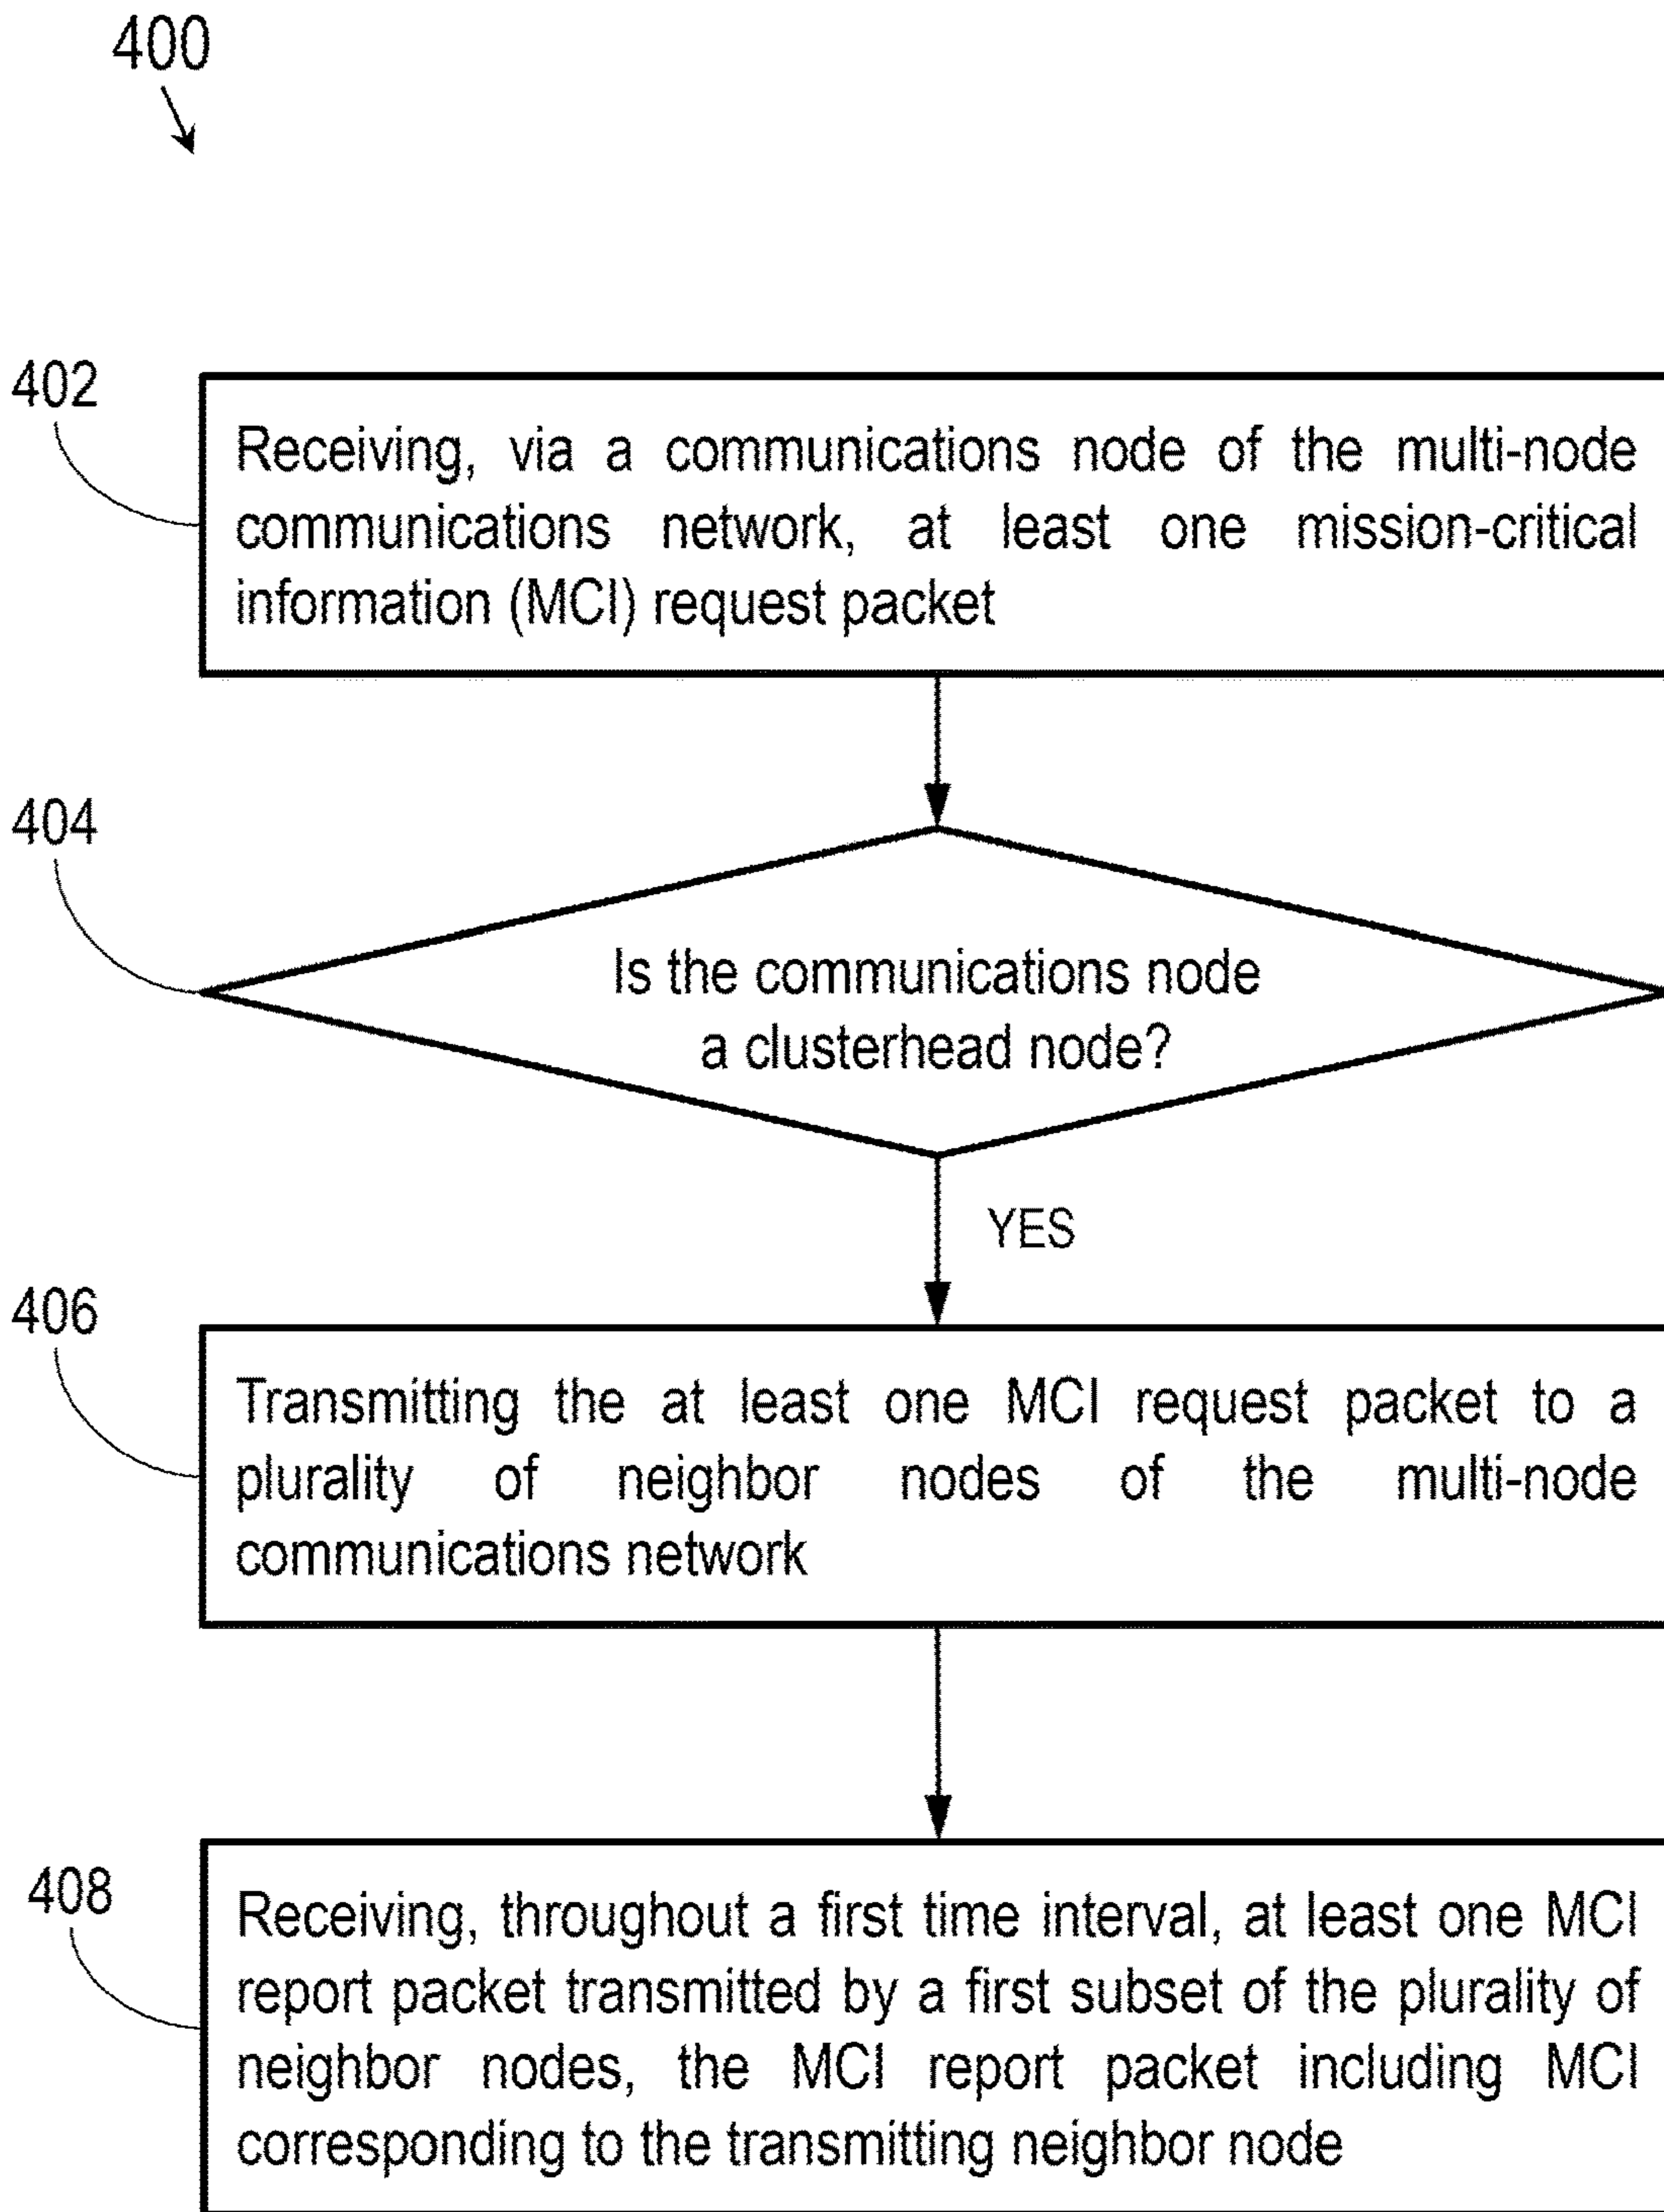 400
402
Receiving, via a communications node of the multi-node
communications network, at least one mission-critical
information (MCI) request packet
404
Is the communications node
a clusterhead node?
YES
406
Transmitting the at least one MCI request packet to a
plurality of neighbor nodes of the multi-node
communications network
408
Receiving, throughout a first time interval, at least one MCI
report packet transmitted by a first subset of the plurality of
neighbor nodes, the MCI report packet including MCI
corresponding to the transmitting neighbor node